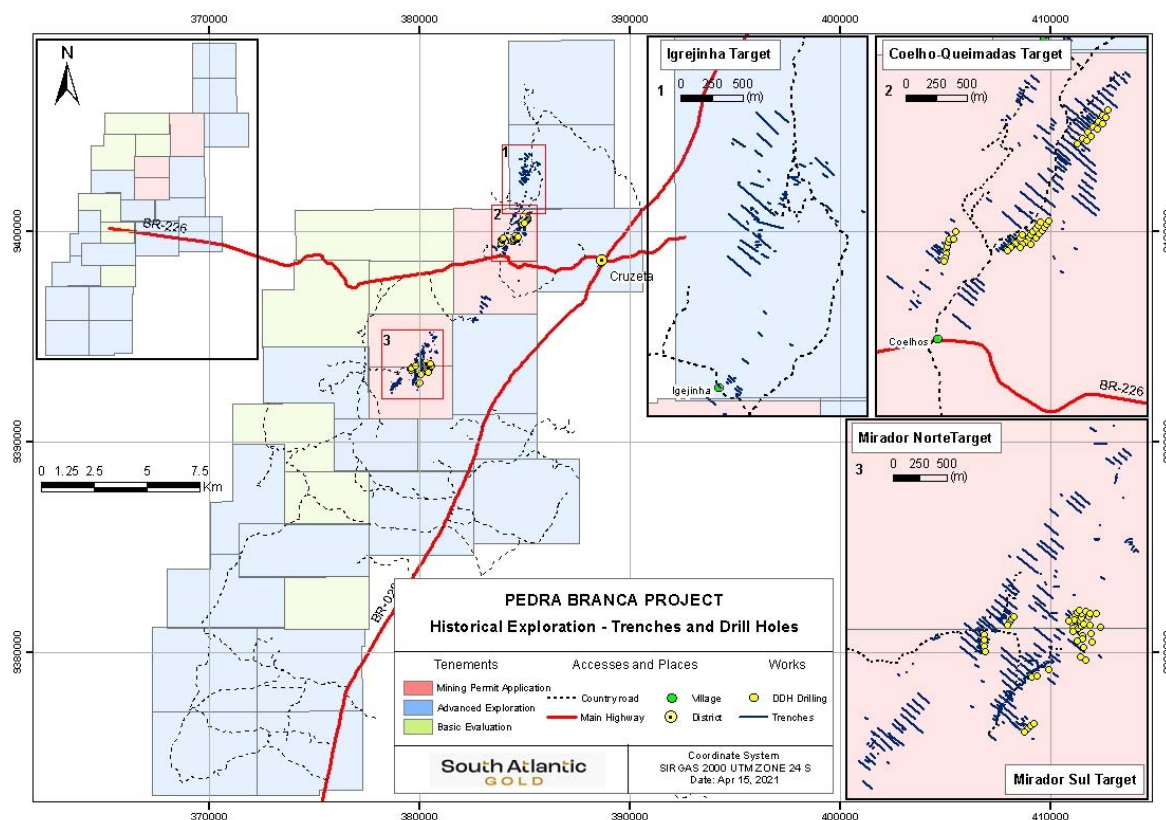 370000 380000 390000 400000 410000
N
BR-226
Igrejinha Target
1
0 250 500
(m)
Igejinha
Coelho-Queimadas Target
2
0 250 500
(m)
Coelhos
BR-226
1
2
3
Cruzeta
9400000
9390000
0 1.25 2.5 5 7.5
Km
Mirador NorteTarget
3
0 250 500
(m)
Mirador Sul Target
PEDRA BRANCA PROJECT
Historical Exploration - Trenches and Drill Holes
Tenements
Mining Permit Application
Advanced Exploration
Basic Evaluation
Accesses and Places
Country road
Main Highway
Village
District
Works
DDH Drilling
Trenches
South Atlantic
GOLD
Coordinate System
SIRGAS 2000 UTM ZONE 24 S
Date: Apr 15, 2021
370000 380000 390000 400000 410000